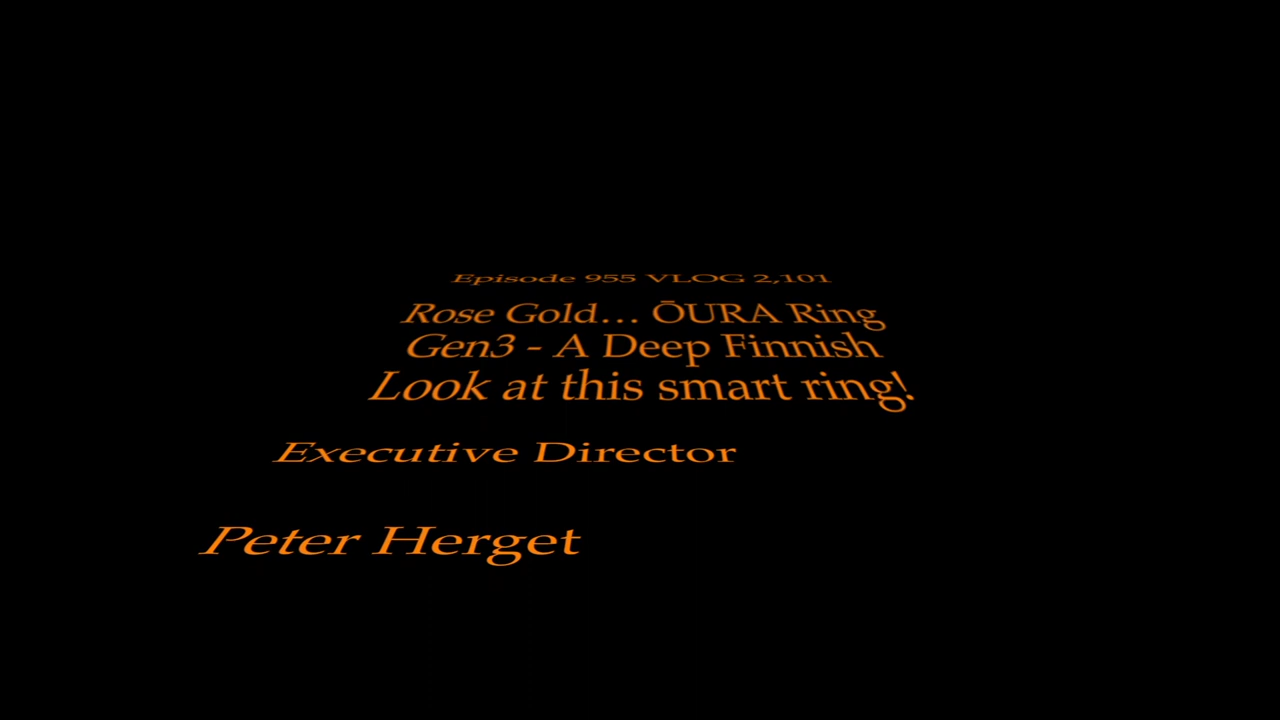 Episode 955 VLOG 2,101
Rose Gold... ŌURA Ring
Gen3 - A Deep Finnish
Look at this smart ring!
Executive Director
Peter Herget